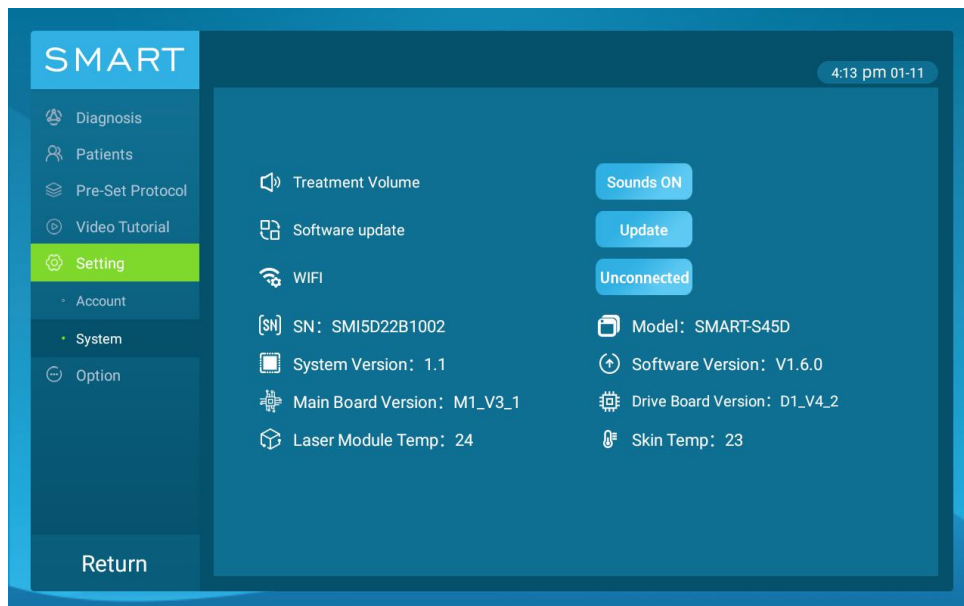 SMART
4:13 pm 01-11
Diagnosis
Patients
Pre-Set Protocol
Video Tutorial
Setting
Account
System
Option
Return
Treatment Volume Sounds ON
Software update Update
WIFI Unconnected
SN SN：SMI5D22B1002 Model：SMART-S45D
System Version：1.1 Software Version：V1.6.0
Main Board Version：M1_V3_1 Drive Board Version：D1_V4_2
Laser Module Temp：24 Skin Temp：23